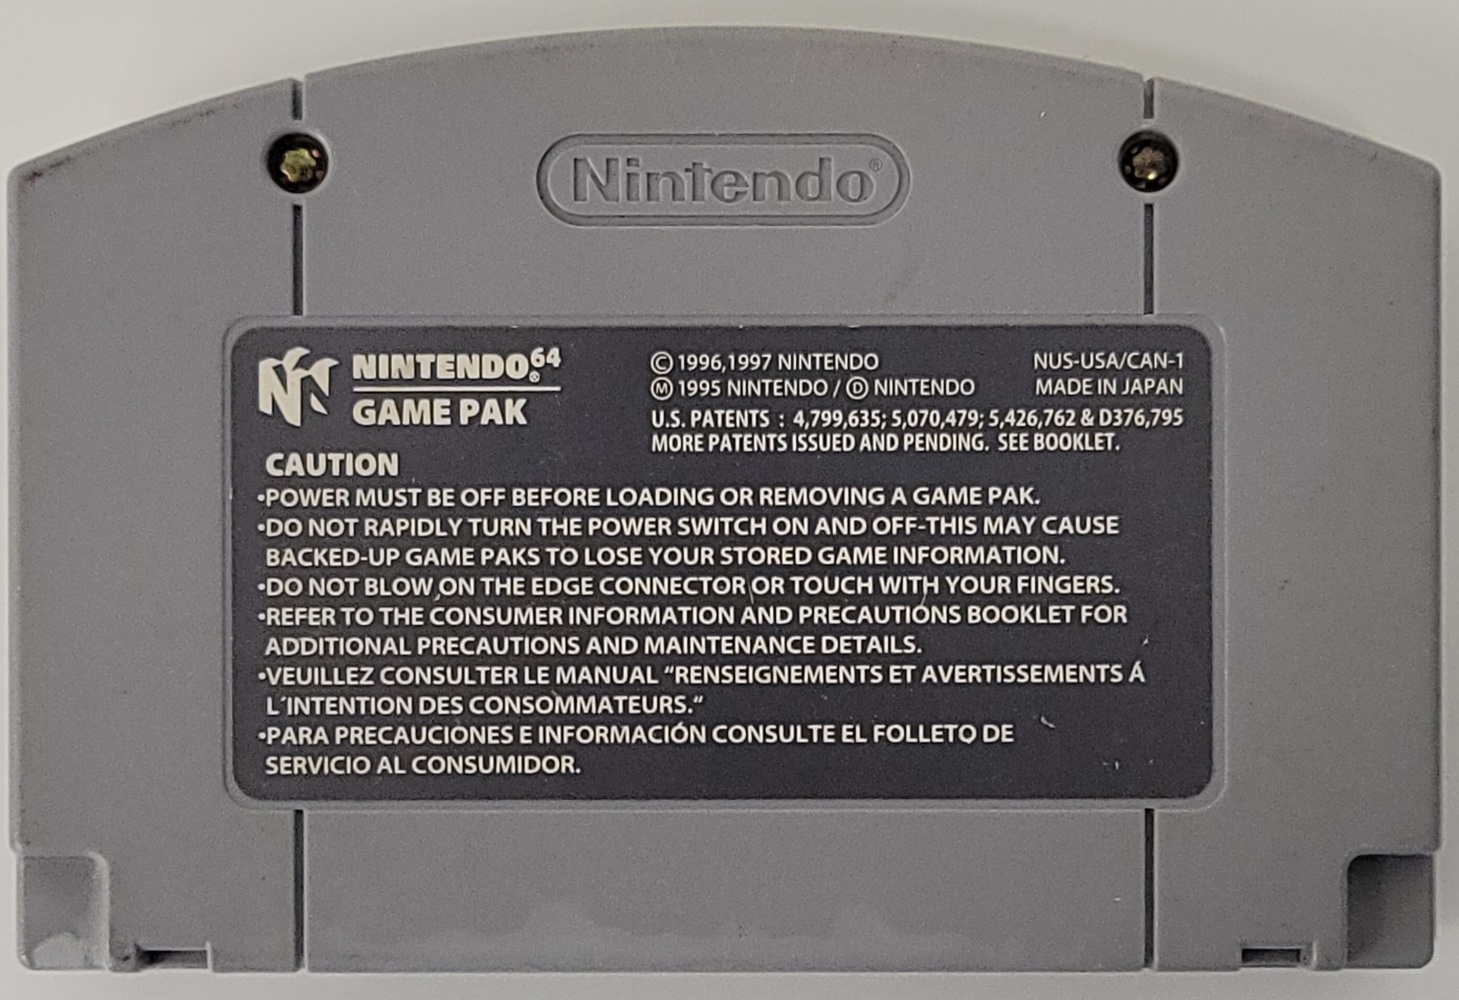 Nintendo®
NINTENDO64®
GAME PAK
©1996,1997 NINTENDO NUS-USA/CAN-1
Ⓜ1995 NINTENDO / Ⓓ NINTENDO MADE IN JAPAN
U.S. PATENTS : 4,799,635; 5,070,479; 5,426,762 & D376,795
MORE PATENTS ISSUED AND PENDING. SEE BOOKLET.
CAUTION
•POWER MUST BE OFF BEFORE LOADING OR REMOVING A GAME PAK.
•DO NOT RAPIDLY TURN THE POWER SWITCH ON AND OFF-THIS MAY CAUSE
BACKED-UP GAME PAKS TO LOSE YOUR STORED GAME INFORMATION.
•DO NOT BLOW ON THE EDGE CONNECTOR OR TOUCH WITH YOUR FINGERS.
•REFER TO THE CONSUMER INFORMATION AND PRECAUTIONS BOOKLET FOR
ADDITIONAL PRECAUTIONS AND MAINTENANCE DETAILS.
•VEUILLEZ CONSULTER LE MANUAL “RENSEIGNEMENTS ET AVERTISSEMENTS Á
L´INTENTION DES CONSOMMATEURS.“
•PARA PRECAUCIONES E INFORMACIÓN CONSULTE EL FOLLETO DE
SERVICIO AL CONSUMIDOR.